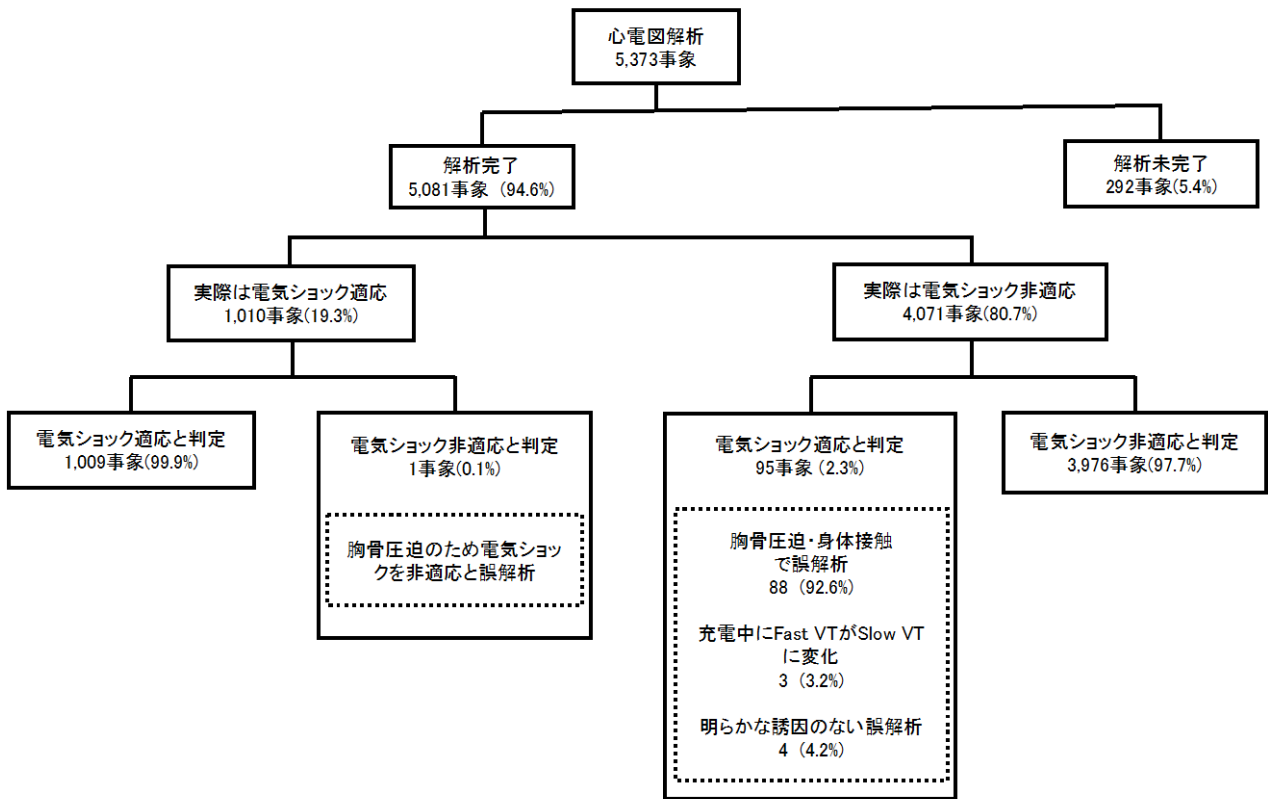 心電図解析
5,373事象
解析完了
5,081事象 (94.6%)
解析未完了
292事象(5.4%)
実際は電気ショック適応
1,010事象(19.3%)
実際は電気ショック非適応
4,071事象(80.7%)
電気ショック適応と判定
1,009事象(99.9%)
電気ショック非適応と判定
1事象(0.1%)
胸骨圧迫のため電気ショッ
クを非適応と誤解析
電気ショック適応と判定
95事象 (2.3%)
胸骨圧迫・身体接触
で誤解析
88 (92.6%)
充電中にFast VTがSlow VT
に変化
3 (3.2%)
明らかな誘因のない誤解析
4 (4.2%)
電気ショック非適応と判定
3,976事象(97.7%)